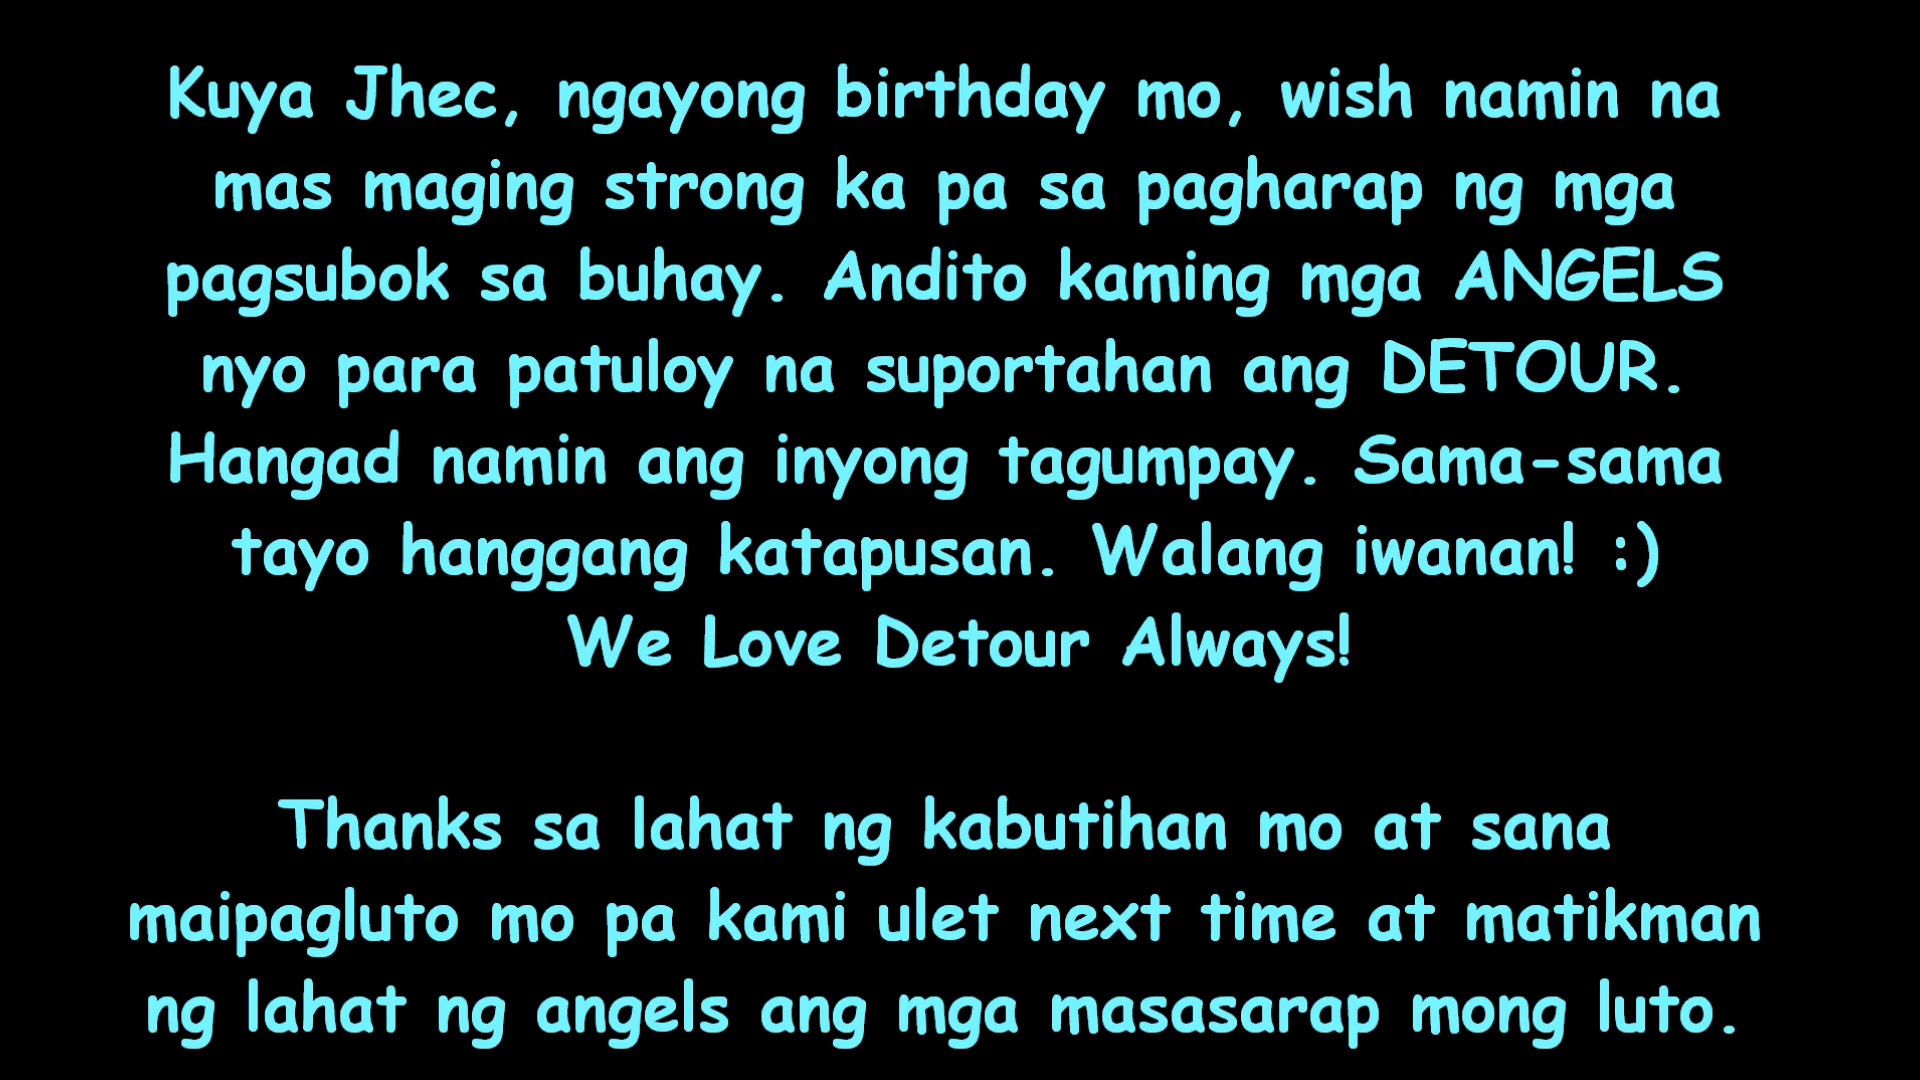 Kuya Jhec, ngayong birthday mo, wish namin na
mas maging strong ka pa sa pagharap ng mga
pagsubok sa buhay. Andito kaming mga ANGELS
nyo para patuloy na suportahan ang DETOUR.
Hangad namin ang inyong tagumpay. Sama-sama
tayo hanggang katapusan. Walang iwanan! :)
We Love Detour Always!
Thanks sa lahat ng kabutihan mo at sana
maipagluto mo pa kami ulet next time at matikman
ng lahat ng angels ang mga masasarap mong luto.